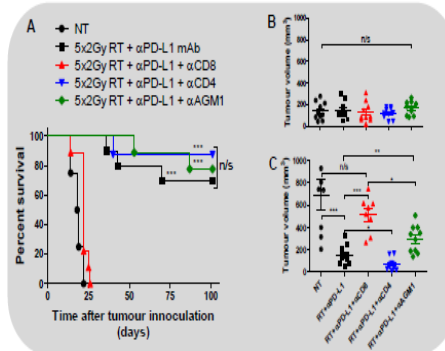 A
NT
5x2Gy RT + αPD-L1 mAb
5x2Gy RT + αPD-L1 + αCD8
5x2Gy RT + αPD-L1 + αCD4
5x2Gy RT + αPD-L1 + αAGM1
Percent survival
100
80
60
40
20
0
***
***
***
n/s
0 25 50 75 100
Time after tumour innoculation
(days)
B
Tumour volume (mm³)
600
400
200
0
n/s
C
Tumour volume (mm³)
1000
800
600
400
200
0
**
n/s
*
***
***
*
NT
RT+αPD-L1
RT+αPD-L1+αCD8
RT+αPD-L1+αCD4
RT+αPD-L1+αAGM1